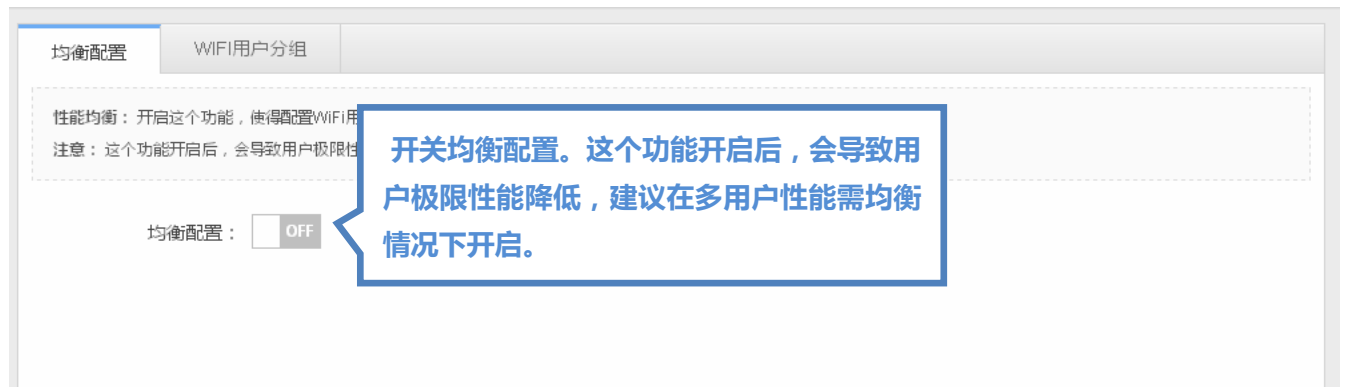 均衡配置 WIFI用户分组
性能均衡：开启这个功能，使得配置WiFi用
注意：这个功能开启后，会导致用户极限性
开关均衡配置。这个功能开启后，会导致用
户极限性能降低，建议在多用户性能需均衡
情况下开启。
均衡配置： OFF